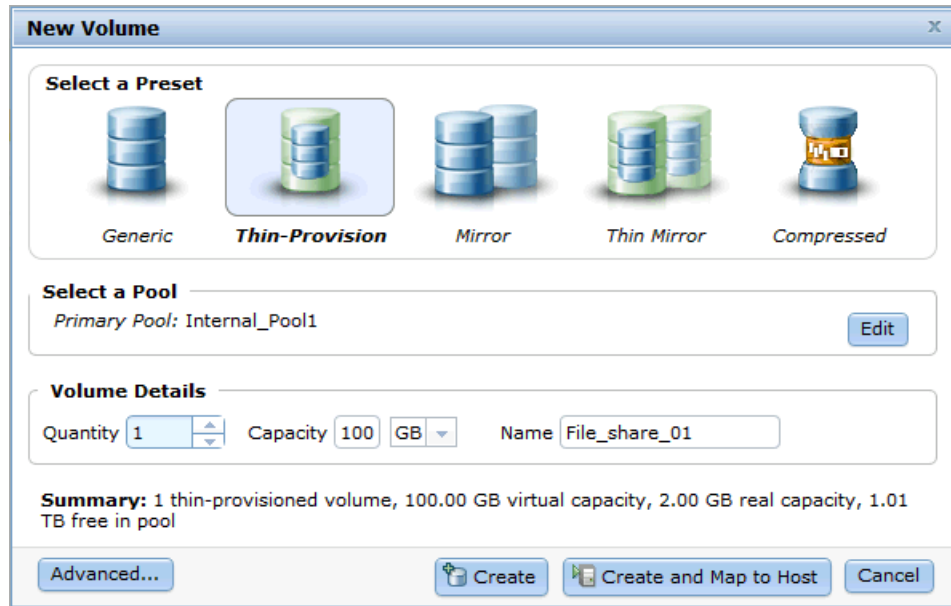 New Volume x
Select a Preset
Generic Thin-Provision Mirror Thin Mirror Compressed
Select a Pool
Primary Pool: Internal_Pool1
Edit
Volume Details
Quantity 1 Capacity 100 GB Name File_share_01
Summary: 1 thin-provisioned volume, 100.00 GB virtual capacity, 2.00 GB real capacity, 1.01
TB free in pool
Advanced... Create Create and Map to Host Cancel